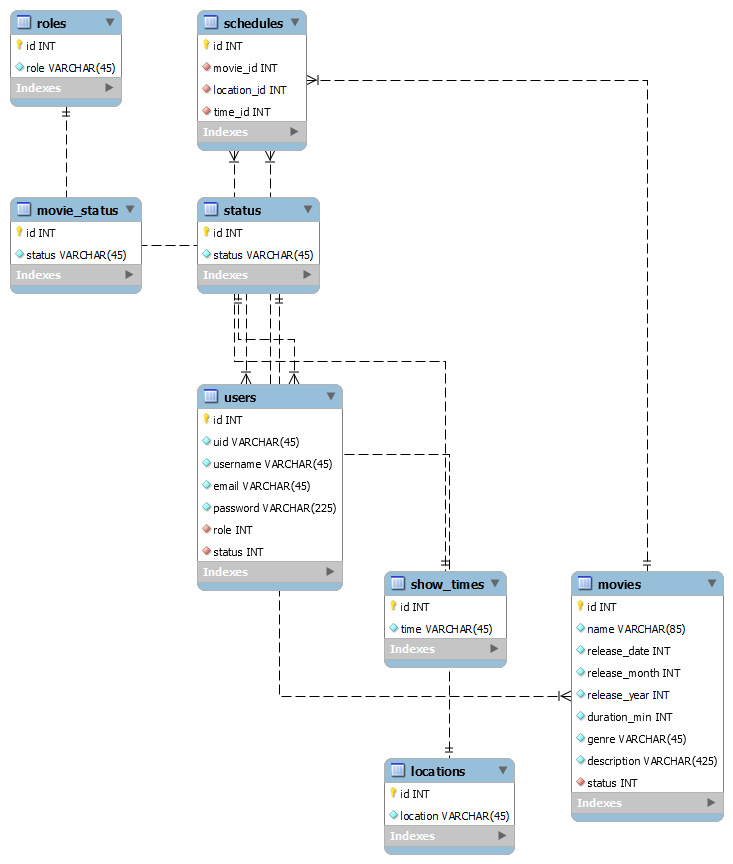 roles
id INT
role VARCHAR(45)
Indexes
schedules
id INT
movie_id INT
location_id INT
time_id INT
Indexes
movie_status
id INT
status VARCHAR(45)
Indexes
status
id INT
status VARCHAR(45)
Indexes
users
id INT
uid VARCHAR(45)
username VARCHAR(45)
email VARCHAR(45)
password VARCHAR(225)
role INT
status INT
Indexes
show_times
id INT
time VARCHAR(45)
Indexes
movies
id INT
name VARCHAR(85)
release_date INT
release_month INT
release_year INT
duration_min INT
genre VARCHAR(45)
description VARCHAR(425)
status INT
Indexes
locations
id INT
location VARCHAR(45)
Indexes